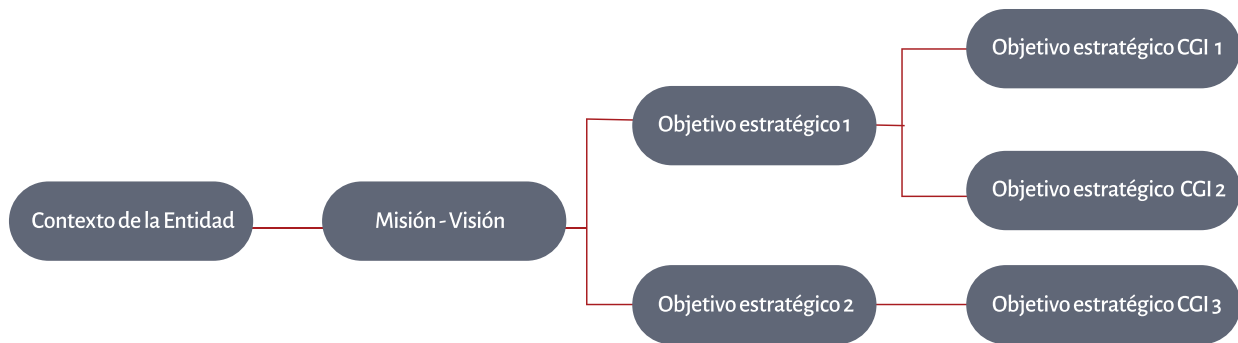 Contexto de la Entidad
Misión - Visión
Objetivo estratégico 1
Objetivo estratégico 2
Objetivo estratégico CGI 1
Objetivo estratégico CGI 2
Objetivo estratégico CGI 3